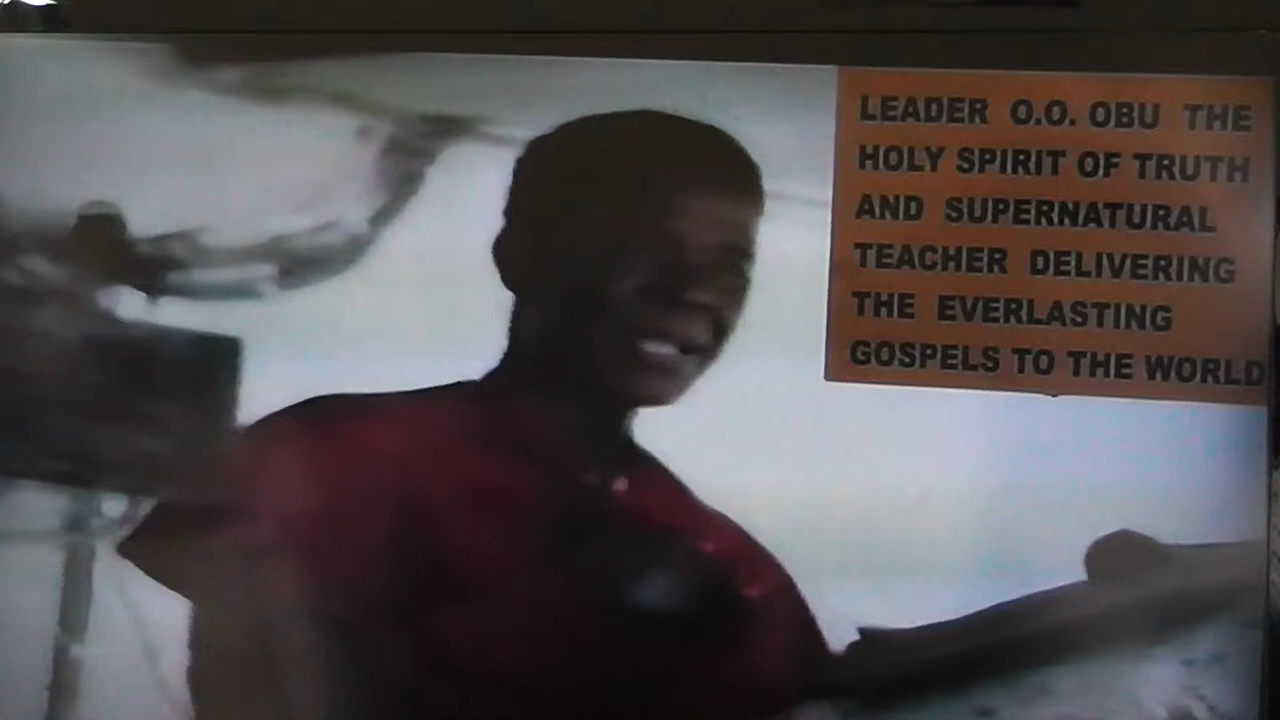 LEADER O.O. OBU THE
HOLY SPIRIT OF TRUTH
AND SUPERNATURAL
TEACHER DELIVERING
THE EVERLASTING
GOSPELS TO THE WORLD